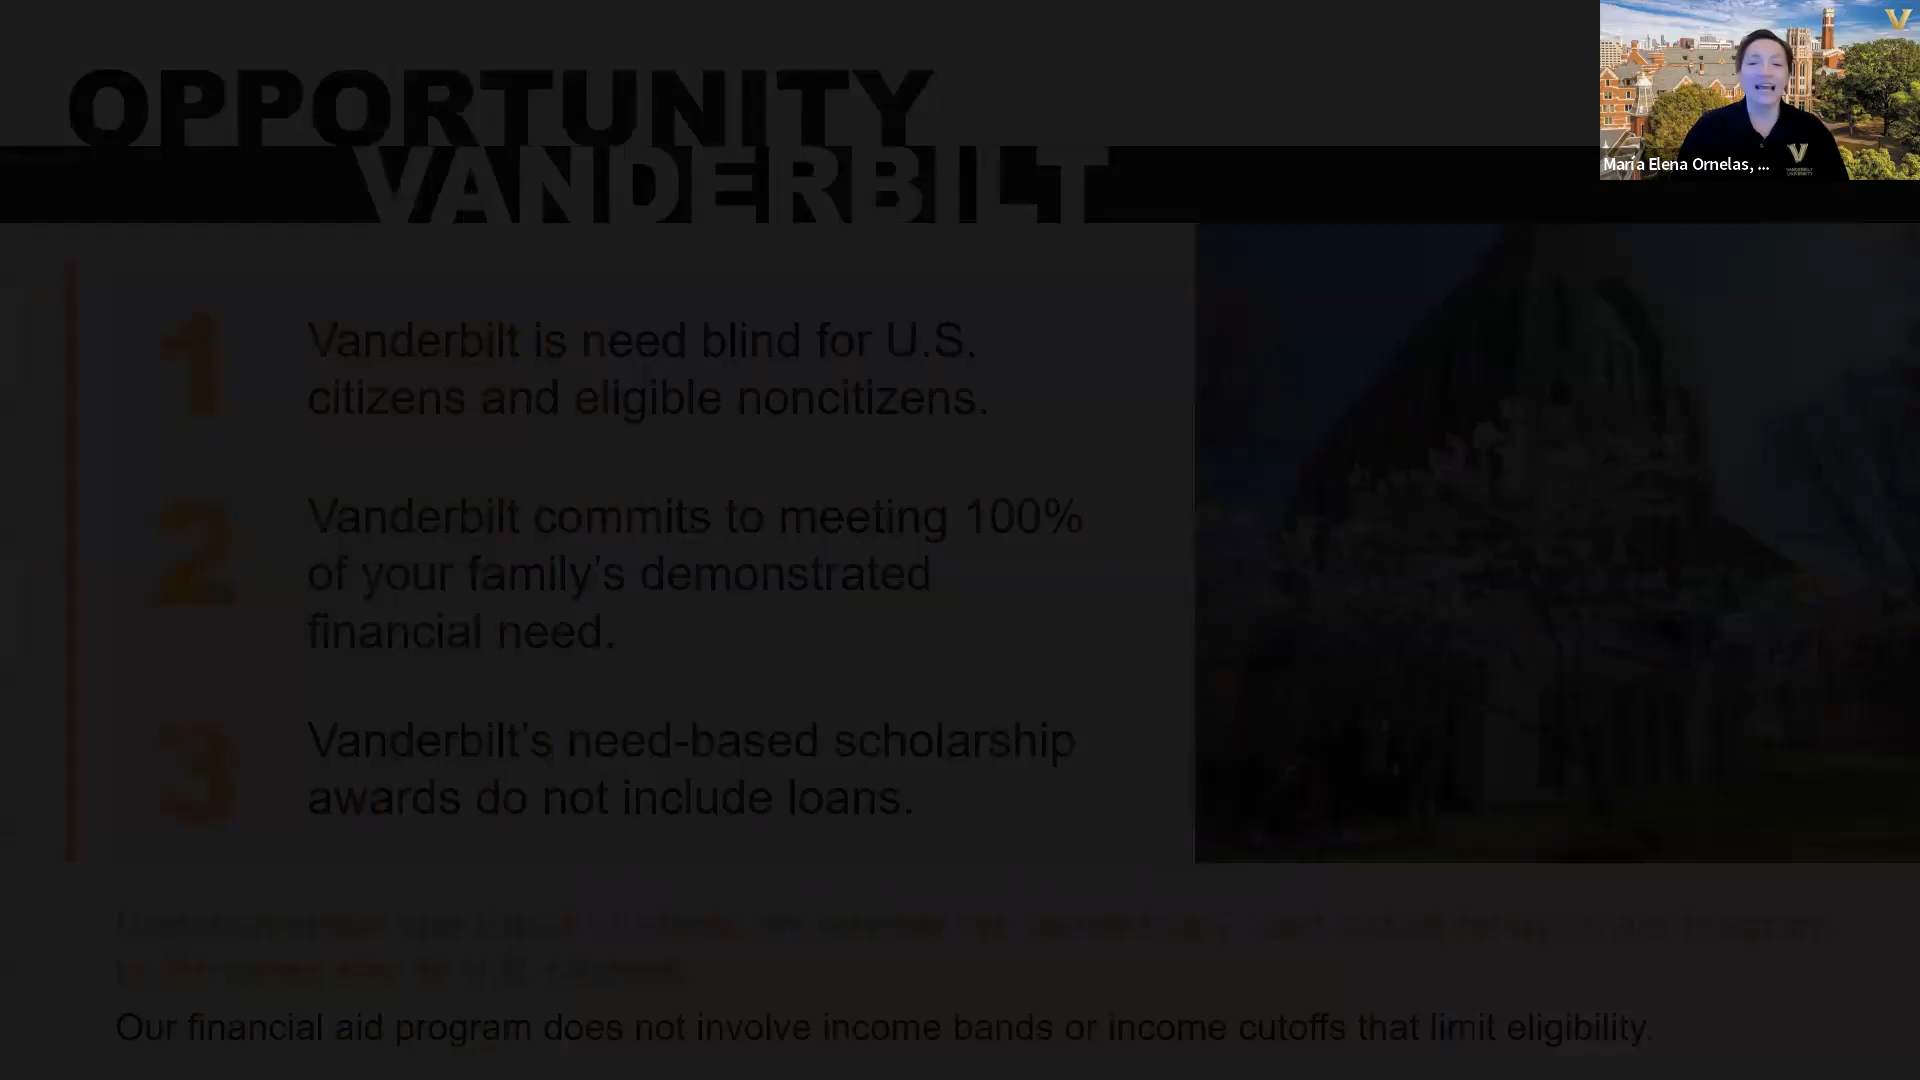 OPPORTUNITY
VANDERBILT
María Elena Ornelas, ...
1
Vanderbilt is need blind for U.S.
citizens and eligible noncitizens.
2
Vanderbilt commits to meeting 100%
of your family's demonstrated
financial need.
3
Vanderbilt's need-based scholarship
awards do not include loans.
Our financial aid program does not involve income bands or income cutoffs that limit eligibility.
V
V
VANDERBILT
UNIVERSITY